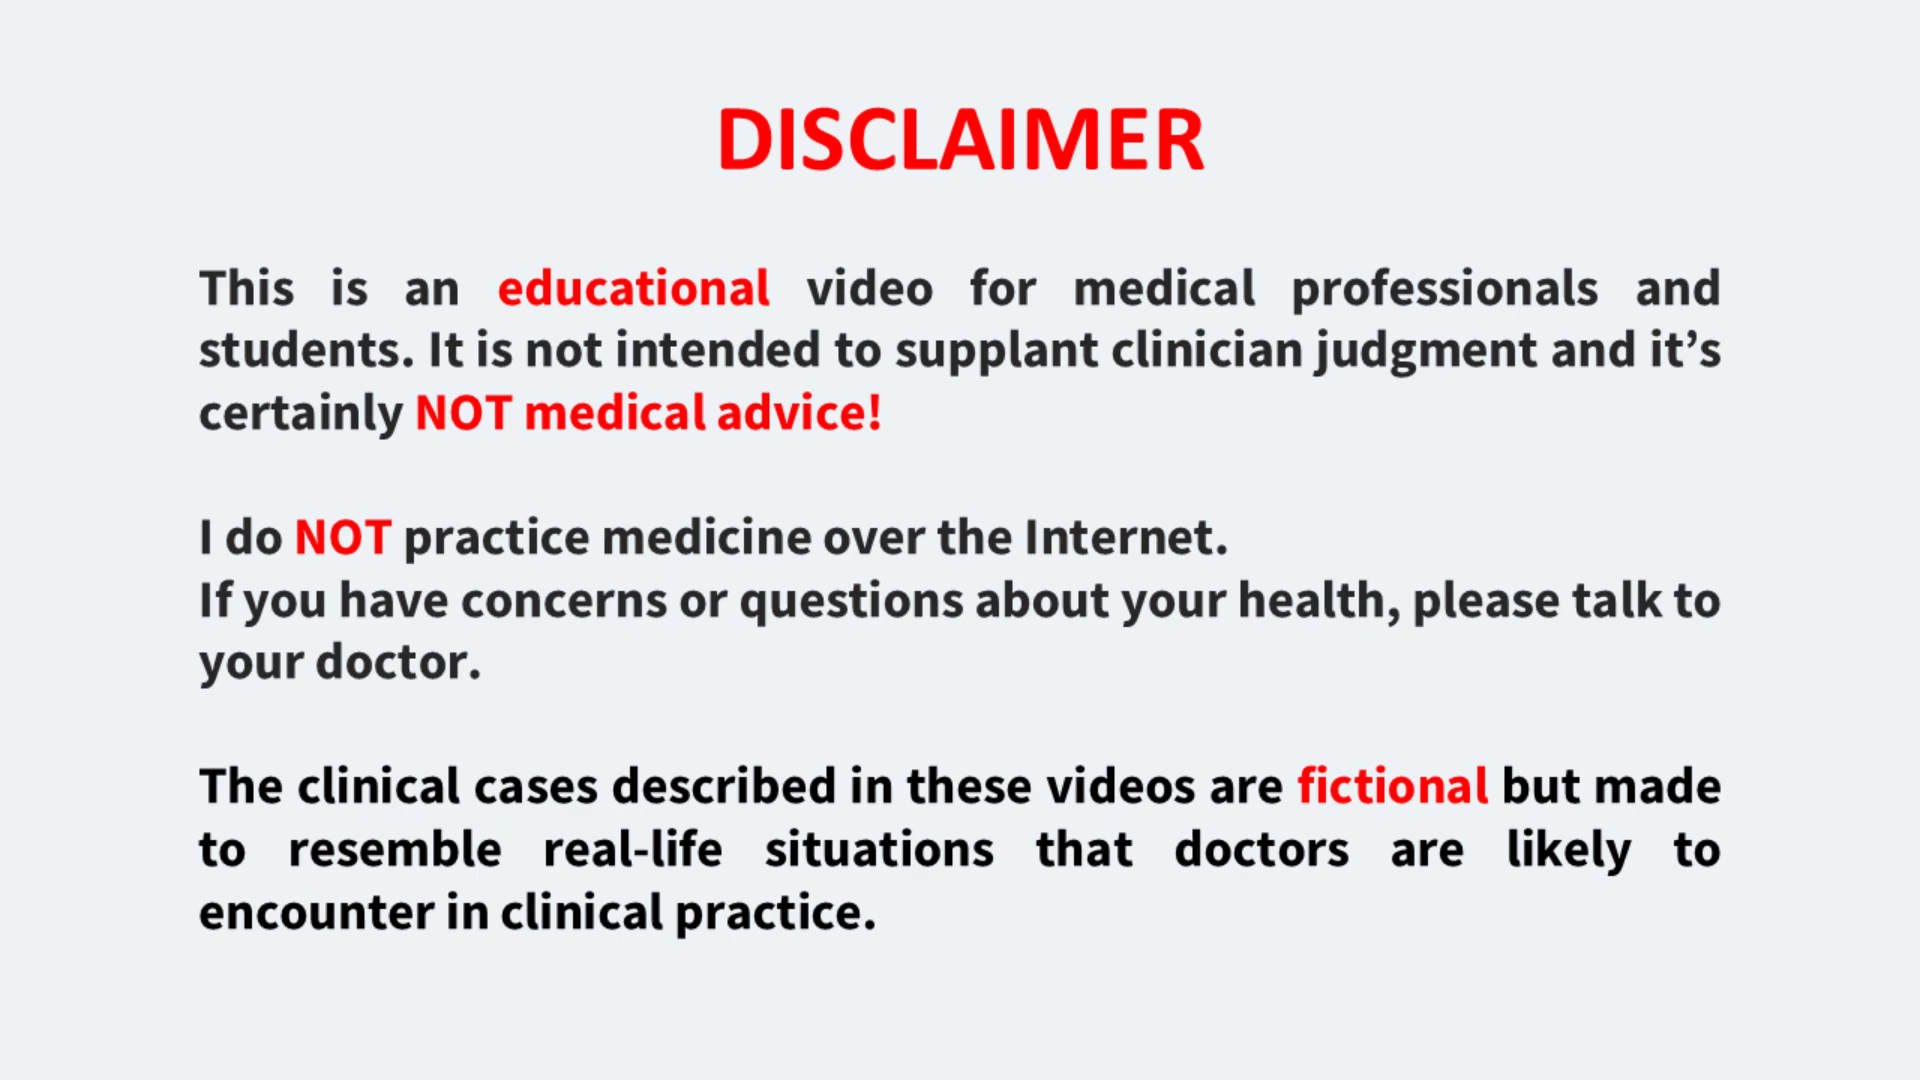 DISCLAIMER
This is an educational video for medical professionals and
students. It is not intended to supplant clinician judgment and it’s
certainly NOT medical advice!
I do NOT practice medicine over the Internet.
If you have concerns or questions about your health, please talk to
your doctor.
The clinical cases described in these videos are fictional but made
to resemble real-life situations that doctors are likely to
encounter in clinical practice.